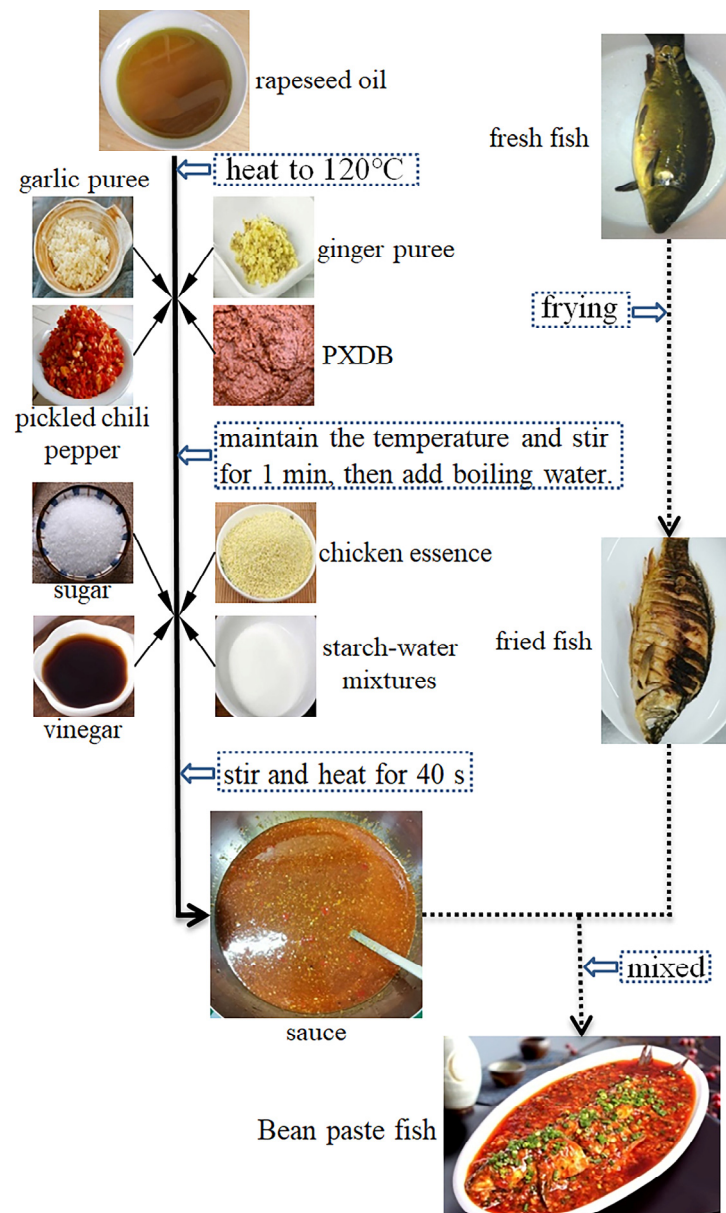 rapeseed oil
fresh fish
heat to 120°C
garlic puree
ginger puree
frying
PXDB
pickled chili
pepper
maintain the temperature and stir
for 1 min, then add boiling water.
chicken essence
sugar
starch-water
mixtures
fried fish
vinegar
stir and heat for 40 s
mixed
sauce
Bean paste fish